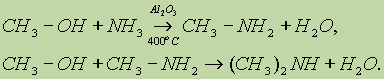 CH₃ − OH + NH₃ →[Al₂O₃ / 400° C] CH₃ − NH₂ + H₂O,
CH₃ − OH + CH₃ − NH₂ → (CH₃)₂ NH + H₂O.